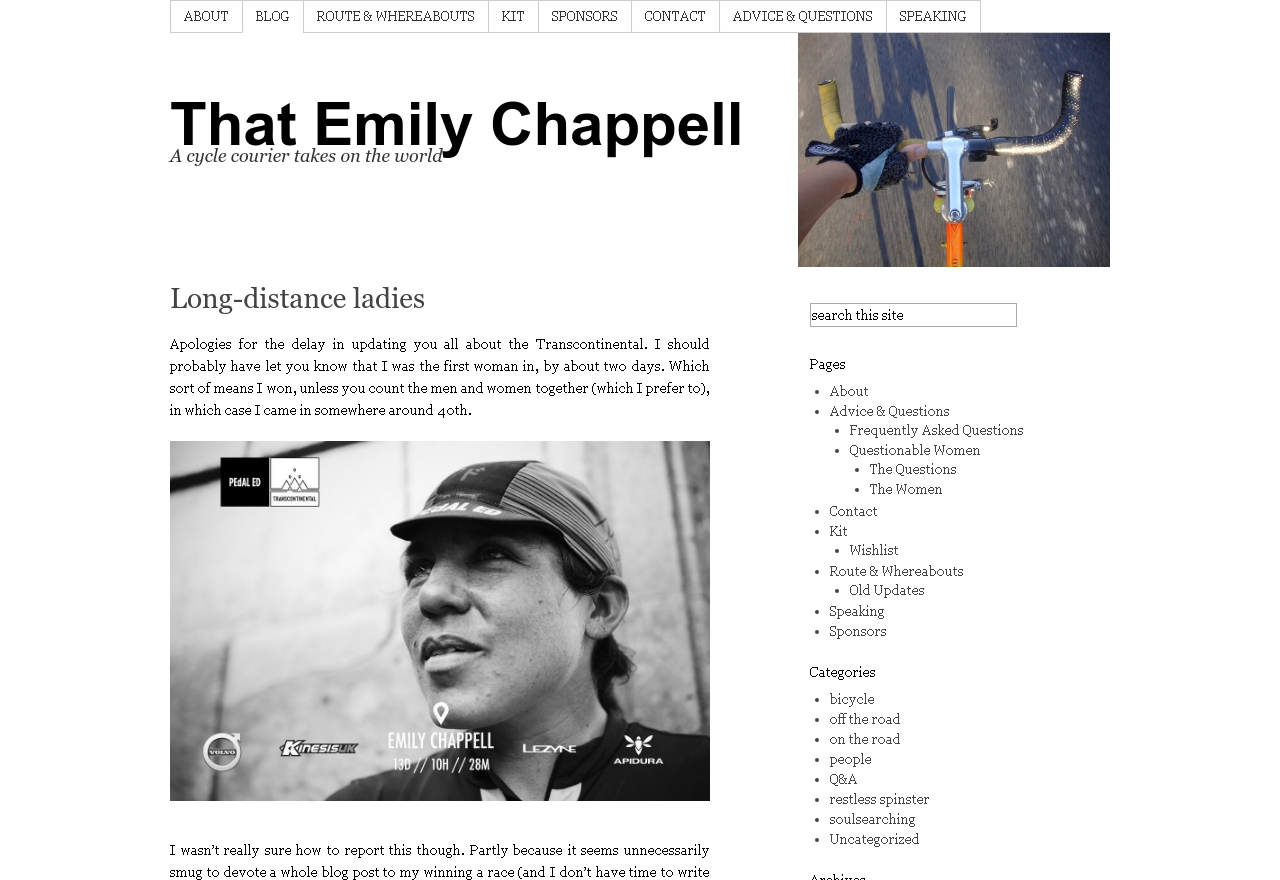 ABOUT BLOG ROUTE & WHEREABOUTS KIT SPONSORS CONTACT ADVICE & QUESTIONS SPEAKING
That Emily Chappell
A cycle courier takes on the world
Long-distance ladies
Apologies for the delay in updating you all about the Transcontinental. I should
probably have let you know that I was the first woman in, by about two days. Which
sort of means I won, unless you count the men and women together (which I prefer to),
in which case I came in somewhere around 40th.
PEdAL ED
TRANSCONTINENTAL
PEdAL ED
EMILY CHAPPELL
13D // 10H // 28M
VOLVO
KINESISUK
LEZYNE
APIDURA
I wasn't really sure how to report this though. Partly because it seems unnecessarily
smug to devote a whole blog post to my winning a race (and I don't have time to write
search this site
Pages
About
Advice & Questions
Frequently Asked Questions
Questionable Women
The Questions
The Women
Contact
Kit
Wishlist
Route & Whereabouts
Old Updates
Speaking
Sponsors
Categories
bicycle
off the road
on the road
people
Q&A
restless spinster
soulsearching
Uncategorized
Archives